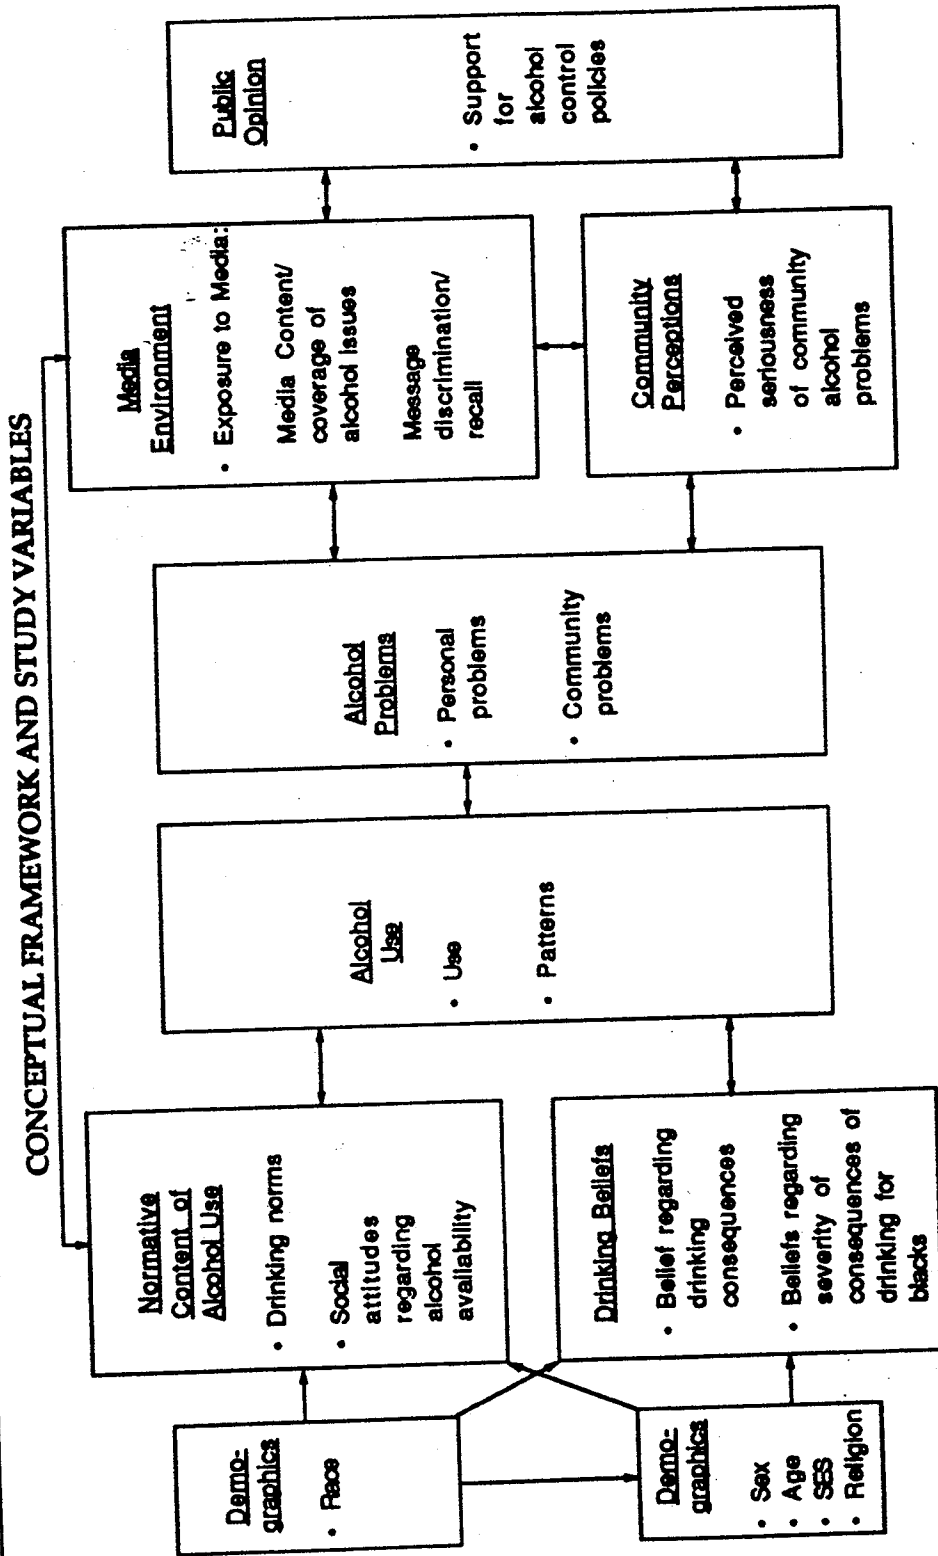 CONCEPTUAL FRAMEWORK AND STUDY VARIABLES
Demo-
graphics
• Race
Demo-
graphics
• Sex
• Age
• SES
• Religion
Normative
Content of
Alcohol Use
• Drinking norms
• Social
attitudes
regarding
alcohol
availability
Drinking Beliefs
• Belief regarding
drinking
consequences
• Beliefs regarding
severity of
consequences of
drinking for
blacks
Alcohol
Use
• Use
• Patterns
Alcohol
Problems
• Personal
problems
• Community
problems
Media
Environment
• Exposure to Media:
Media Content/
coverage of
alcohol issues
Message
discrimination/
recall
Community
Perceptions
• Perceived
seriousness
of community
alcohol
problems
Public
Opinion
• Support
for
alcohol
control
policies